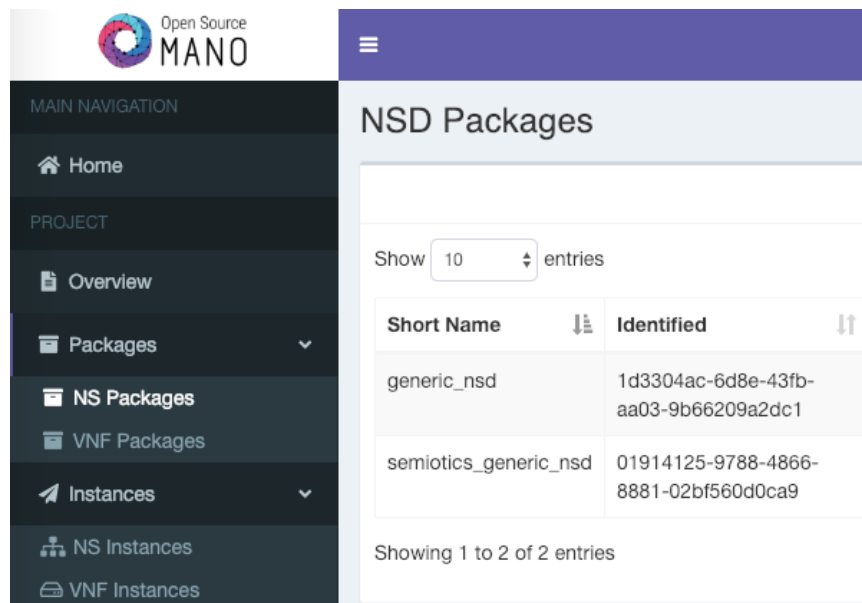 Open Source
MANO
MAIN NAVIGATION
Home
PROJECT
Overview
Packages
NS Packages
VNF Packages
Instances
NS Instances
VNF Instances
NSD Packages
Show 10 entries
Short Name Identified
generic_nsd 1d3304ac-6d8e-43fb-
aa03-9b66209a2dc1
semiotics_generic_nsd 01914125-9788-4866-
8881-02bf560d0ca9
Showing 1 to 2 of 2 entries